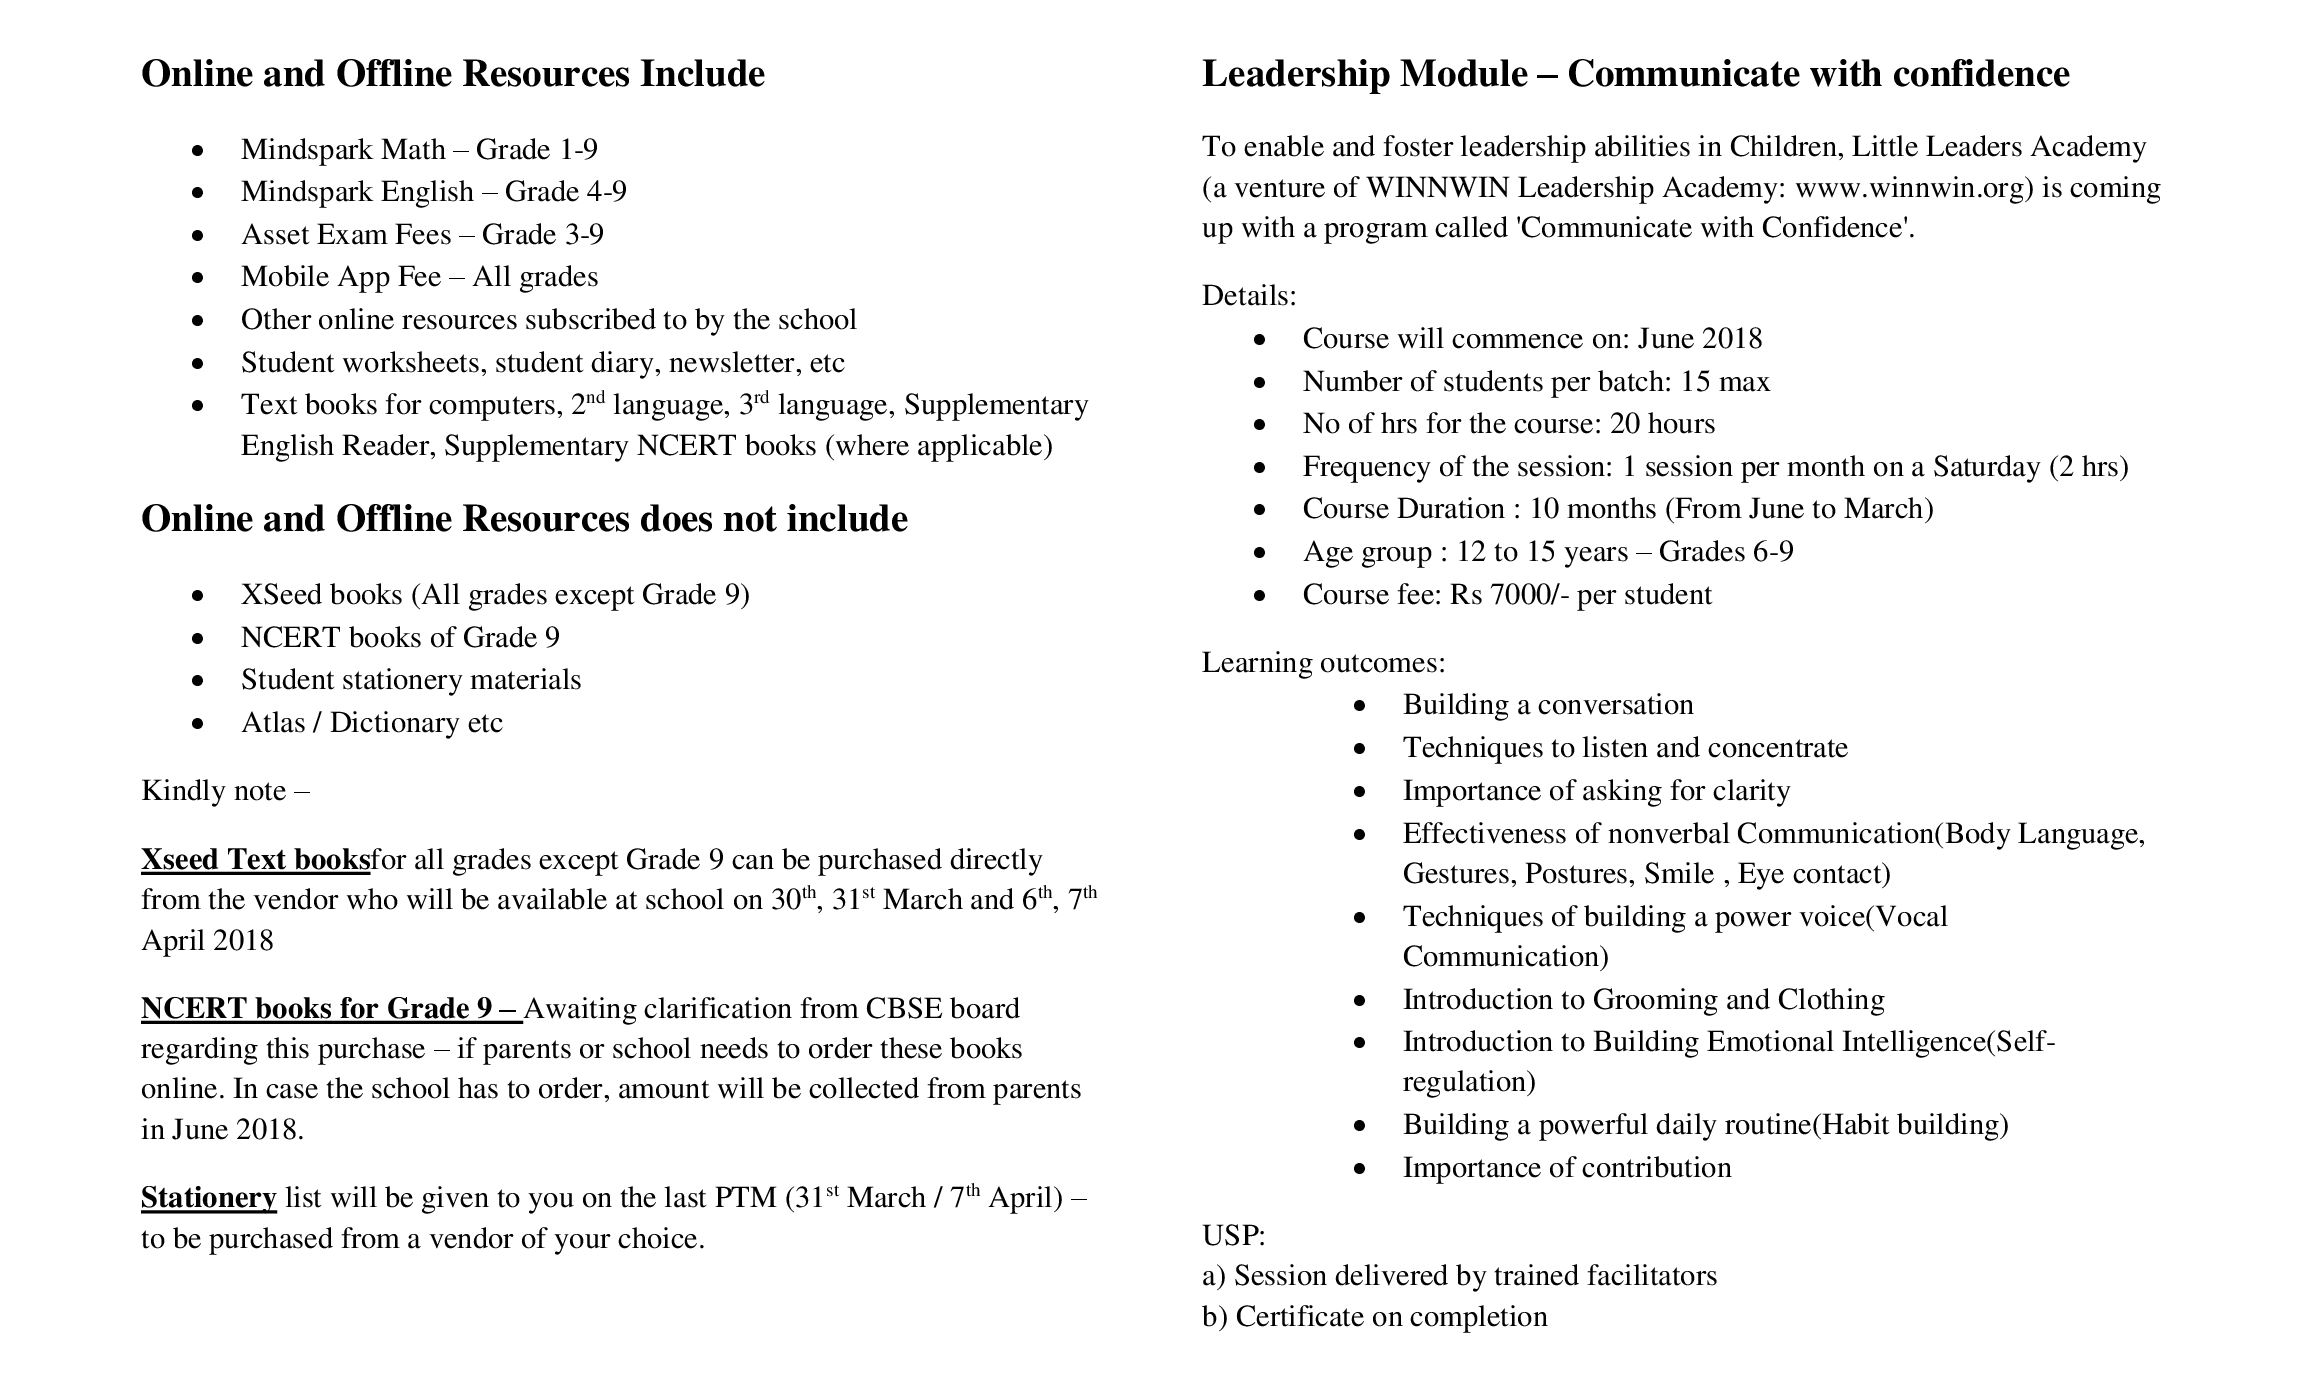 Online and Offline Resources Include
• Mindspark Math – Grade 1-9
• Mindspark English – Grade 4-9
• Asset Exam Fees – Grade 3-9
• Mobile App Fee – All grades
• Other online resources subscribed to by the school
• Student worksheets, student diary, newsletter, etc
• Text books for computers, 2nd language, 3rd language, Supplementary
English Reader, Supplementary NCERT books (where applicable)
Online and Offline Resources does not include
• XSeed books (All grades except Grade 9)
• NCERT books of Grade 9
• Student stationery materials
• Atlas / Dictionary etc
Kindly note –
Xseed Text booksfor all grades except Grade 9 can be purchased directly
from the vendor who will be available at school on 30th, 31st March and 6th, 7th
April 2018
NCERT books for Grade 9 – Awaiting clarification from CBSE board
regarding this purchase – if parents or school needs to order these books
online. In case the school has to order, amount will be collected from parents
in June 2018.
Stationery list will be given to you on the last PTM (31st March / 7th April) –
to be purchased from a vendor of your choice.
Leadership Module – Communicate with confidence
To enable and foster leadership abilities in Children, Little Leaders Academy
(a venture of WINNWIN Leadership Academy: www.winnwin.org) is coming
up with a program called 'Communicate with Confidence'.
Details:
• Course will commence on: June 2018
• Number of students per batch: 15 max
• No of hrs for the course: 20 hours
• Frequency of the session: 1 session per month on a Saturday (2 hrs)
• Course Duration : 10 months (From June to March)
• Age group : 12 to 15 years – Grades 6-9
• Course fee: Rs 7000/- per student
Learning outcomes:
• Building a conversation
• Techniques to listen and concentrate
• Importance of asking for clarity
• Effectiveness of nonverbal Communication(Body Language,
Gestures, Postures, Smile , Eye contact)
• Techniques of building a power voice(Vocal
Communication)
• Introduction to Grooming and Clothing
• Introduction to Building Emotional Intelligence(Self-
regulation)
• Building a powerful daily routine(Habit building)
• Importance of contribution
USP:
a) Session delivered by trained facilitators
b) Certificate on completion